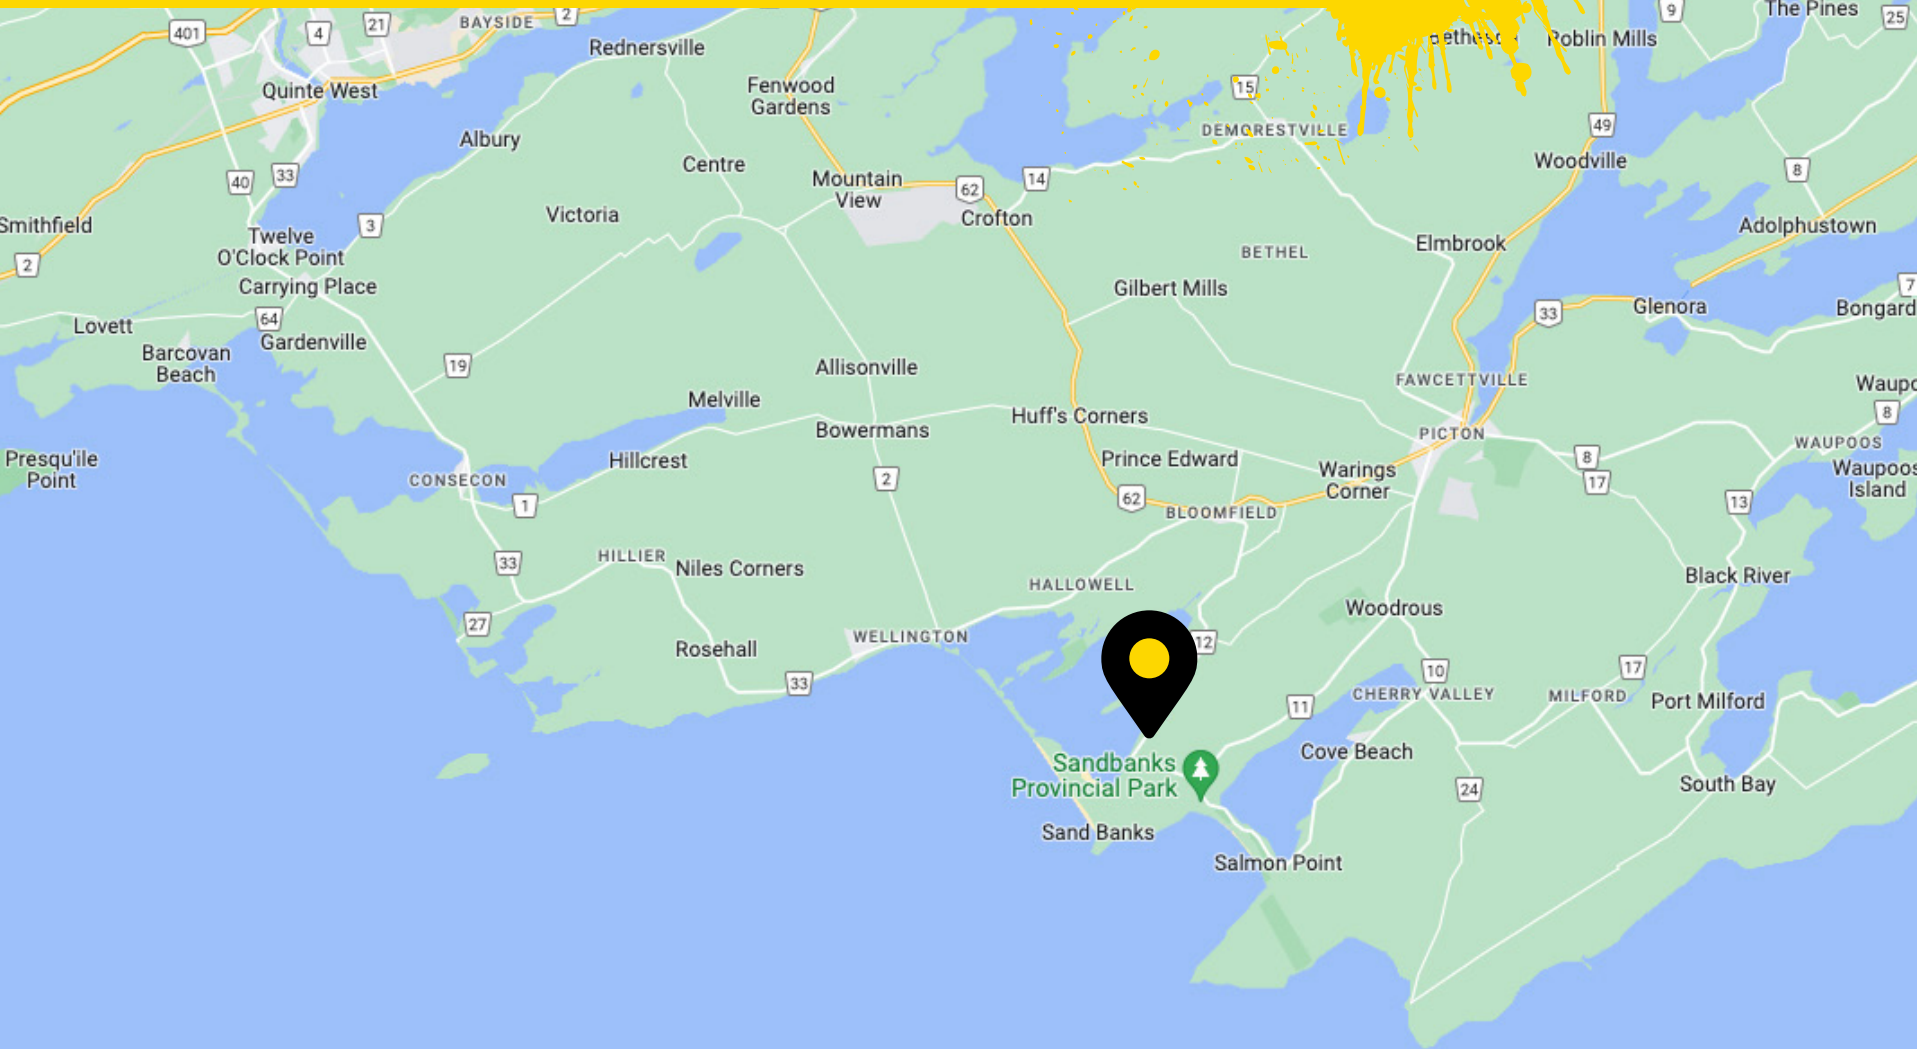 The Pines
401
4
21
BAYSIDE
2
9
25
Rednersville
Roblin Mills
Quinte West
Fenwood
Gardens
15
49
Albury
DEMORESTVILLE
Woodville
Centre
8
40
33
Mountain
View
62
14
Smithfield
3
Victoria
Crofton
Adolphustown
Twelve
O'Clock Point
Elmbrook
2
BETHEL
Carrying Place
Gilbert Mills
7
64
33
Glenora
Bongard
Lovett
Gardenville
Barcovan
Beach
19
Allisonville
FAWCETTVILLE
Waupo
Melville
8
Huff's Corners
Bowermans
PICTON
WAUPOOS
Presqu'ile
Point
Hillcrest
Prince Edward
Warings
Corner
8
17
Waupoos
Island
CONSECON
2
1
62
13
BLOOMFIELD
33
HILLIER
Niles Corners
HALLOWELL
Black River
27
Woodrous
WELLINGTON
12
Rosehall
10
17
33
11
CHERRY VALLEY
MILFORD
Port Milford
Cove Beach
Sandbanks
Provincial Park
24
South Bay
Sand Banks
Salmon Point